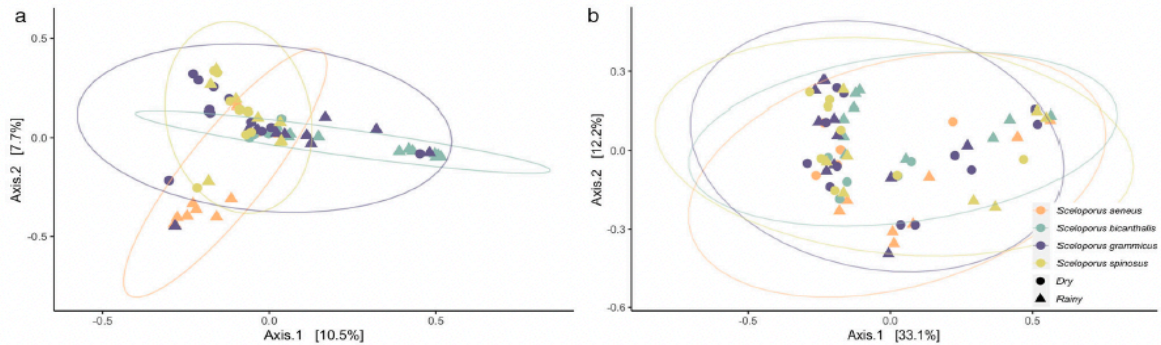 a
0.5
0.0
-0.5
Axis.2 [7.7%]
-0.5
0.0
0.5
Axis.1 [10.5%]
b
0.3
0.0
-0.3
-0.6
Axis.2 [12.2%]
-0.5
0.0
0.5
Axis.1 [33.1%]
Sceloporus aeneus
Sceloporus bicanthalis
Sceloporus grammicus
Sceloporus spinosus
Dry
Rainy